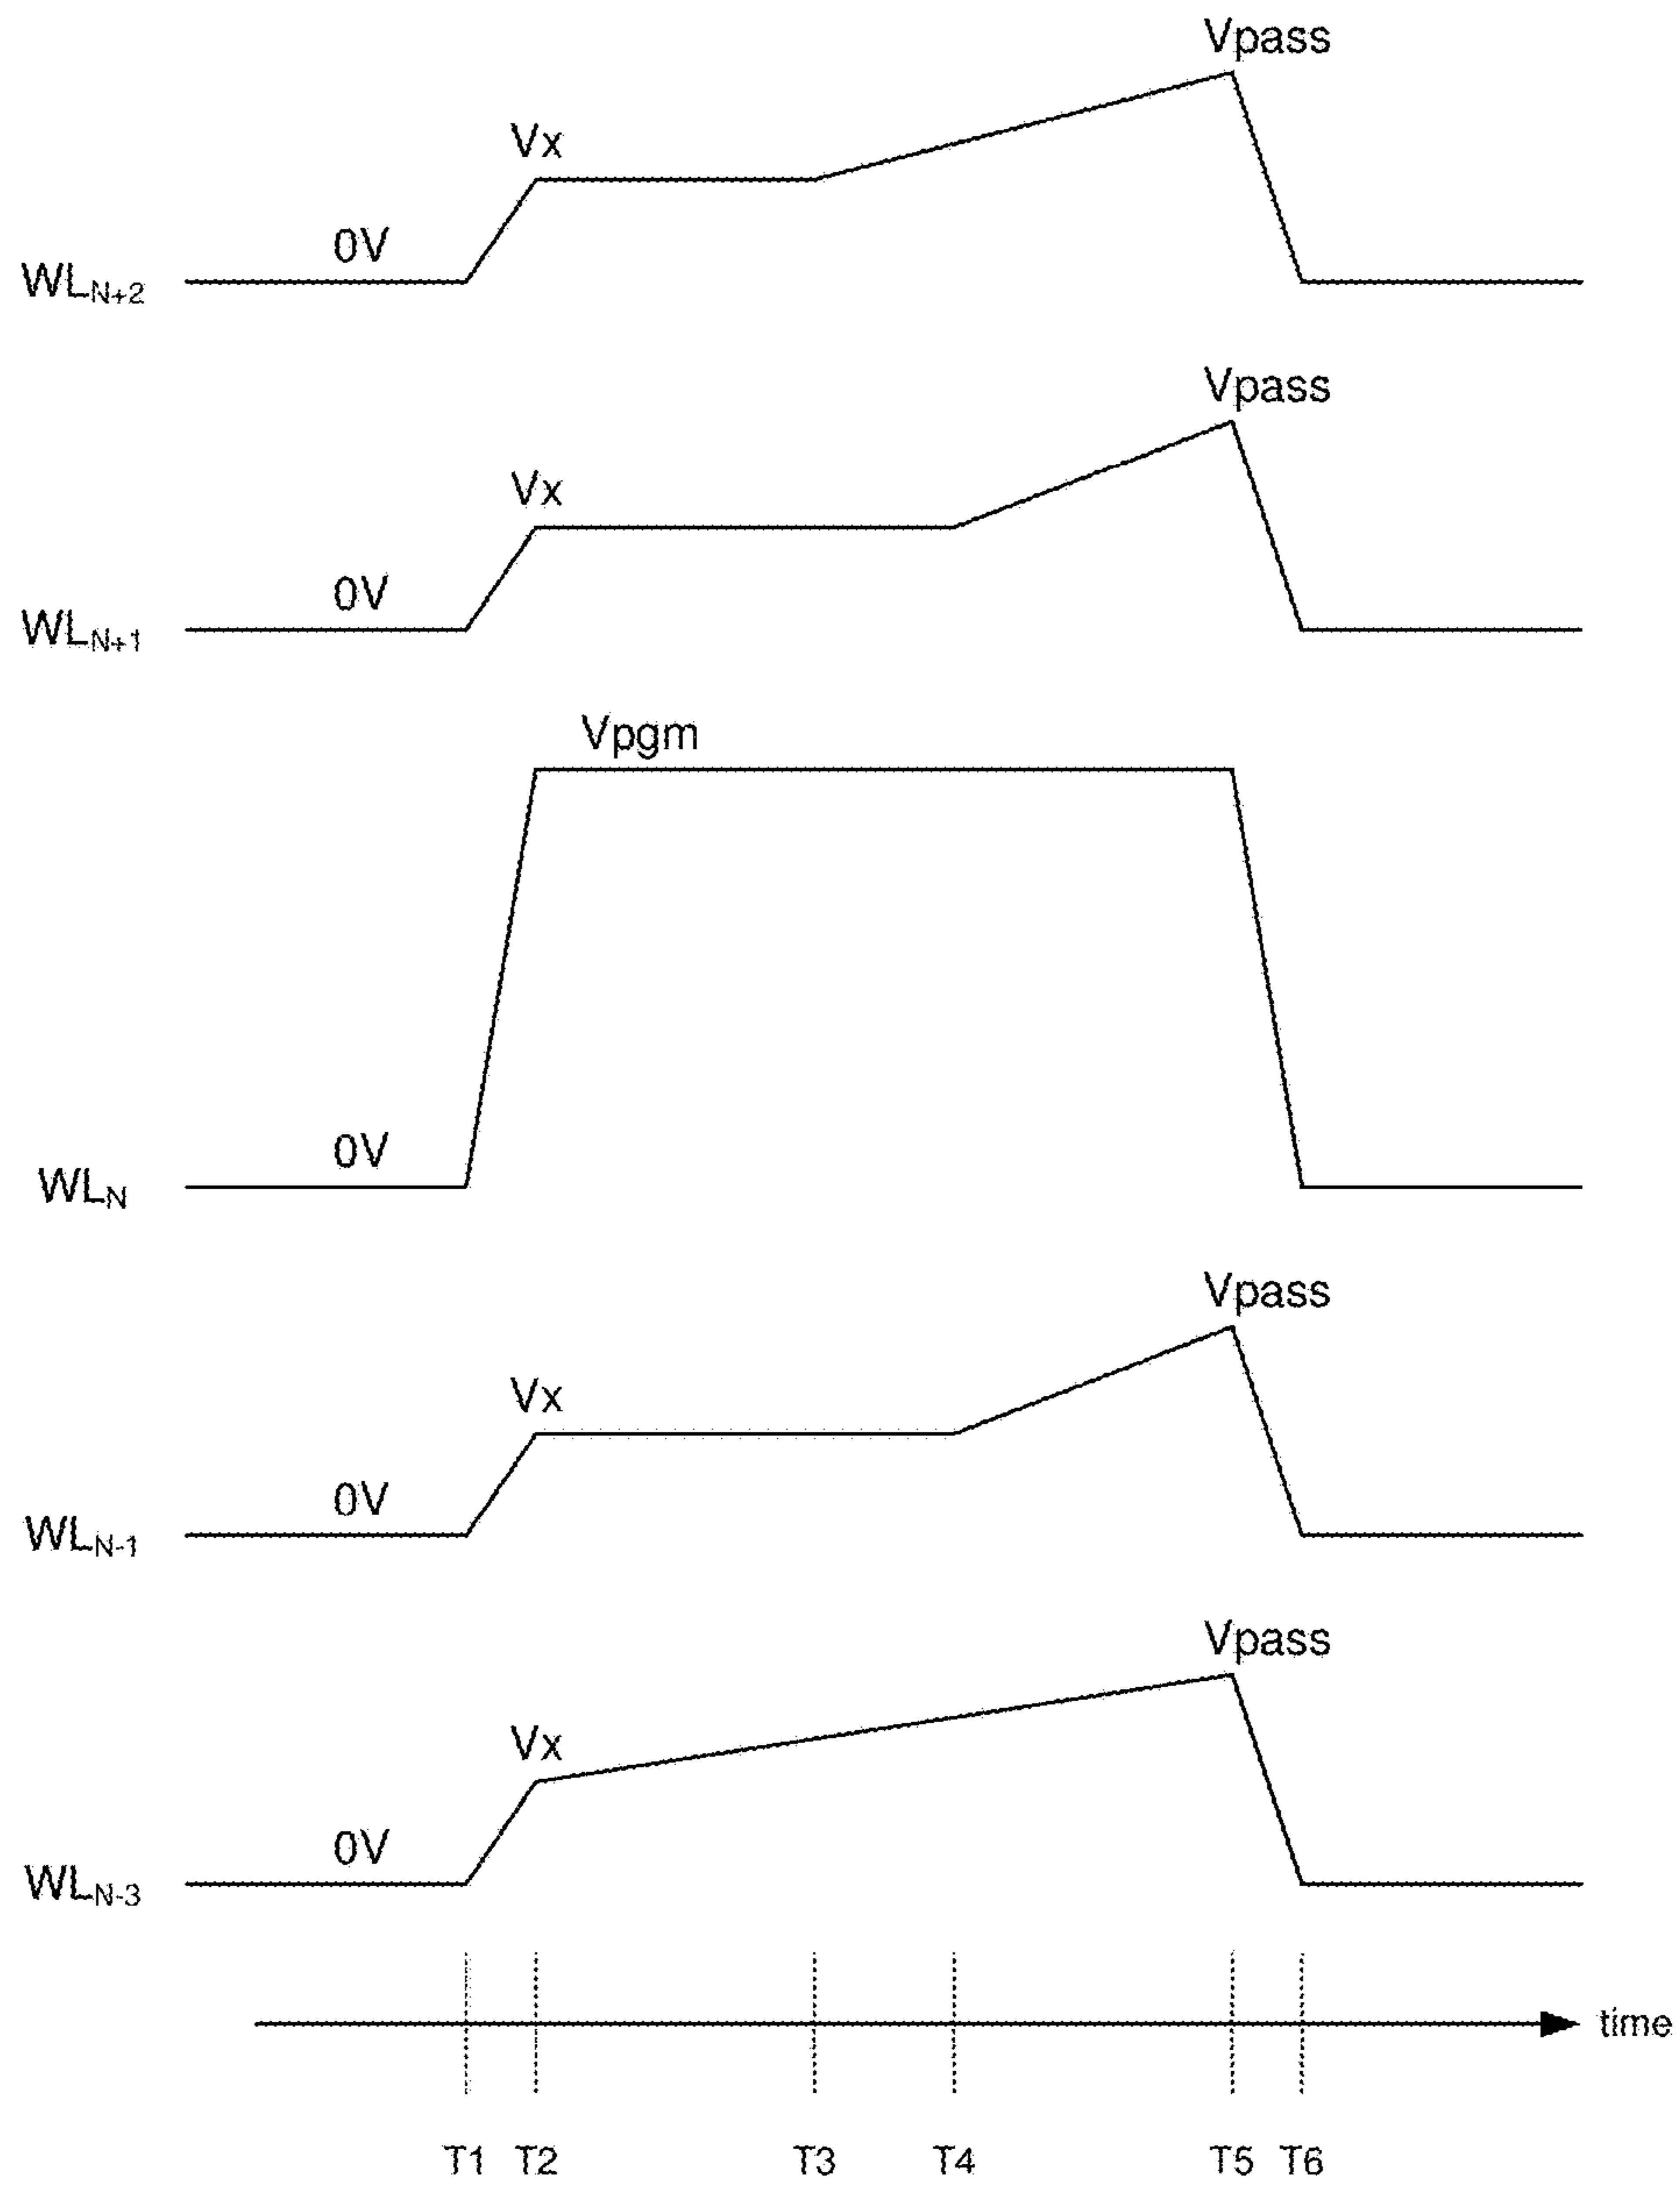 Vpass
Vx
0V
WLN+2
Vpass
Vx
0V
WLN+1
Vpgm
0V
WLN
Vpass
Vx
0V
WLN-1
Vpass
Vx
0V
WLN-3
time
T1 T2 T3 T4 T5 T6